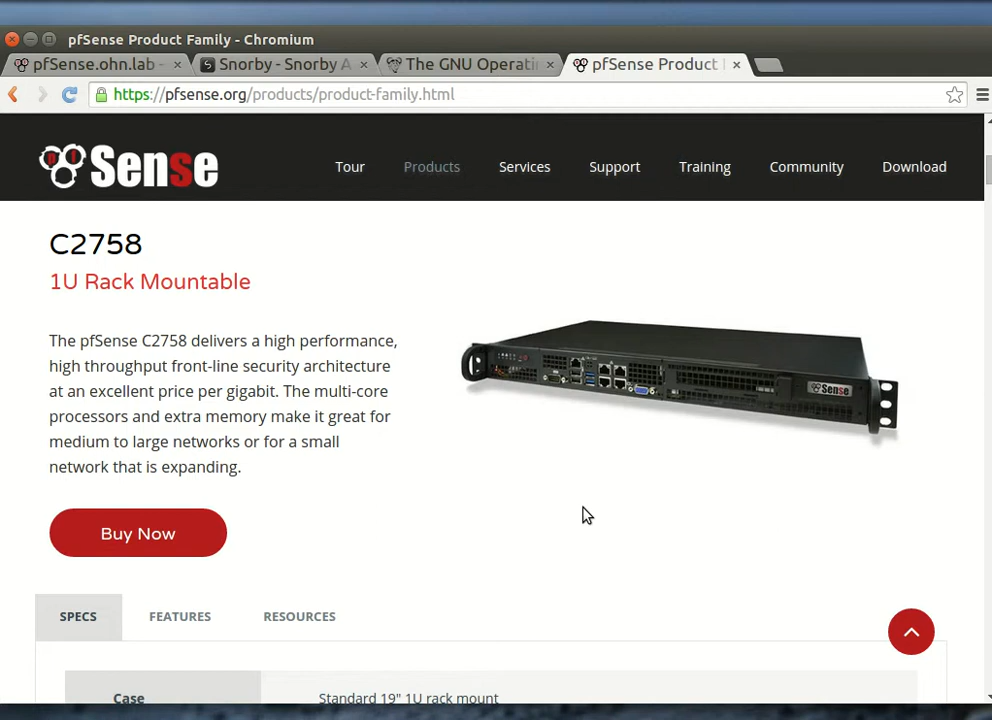 pfSense Product Family - Chromium
pfSense.ohn.lab -
Snorby - Snorby A
The GNU Operati
pfSense Product
https://pfsense.org/products/product-family.html
pf Sense
Tour
Products
Services
Support
Training
Community
Download
C2758
1U Rack Mountable
The pfSense C2758 delivers a high performance,
high throughput front-line security architecture
at an excellent price per gigabit. The multi-core
processors and extra memory make it great for
medium to large networks or for a small
network that is expanding.
Sense
Buy Now
SPECS
FEATURES
RESOURCES
Case
Standard 19" 1U rack mount